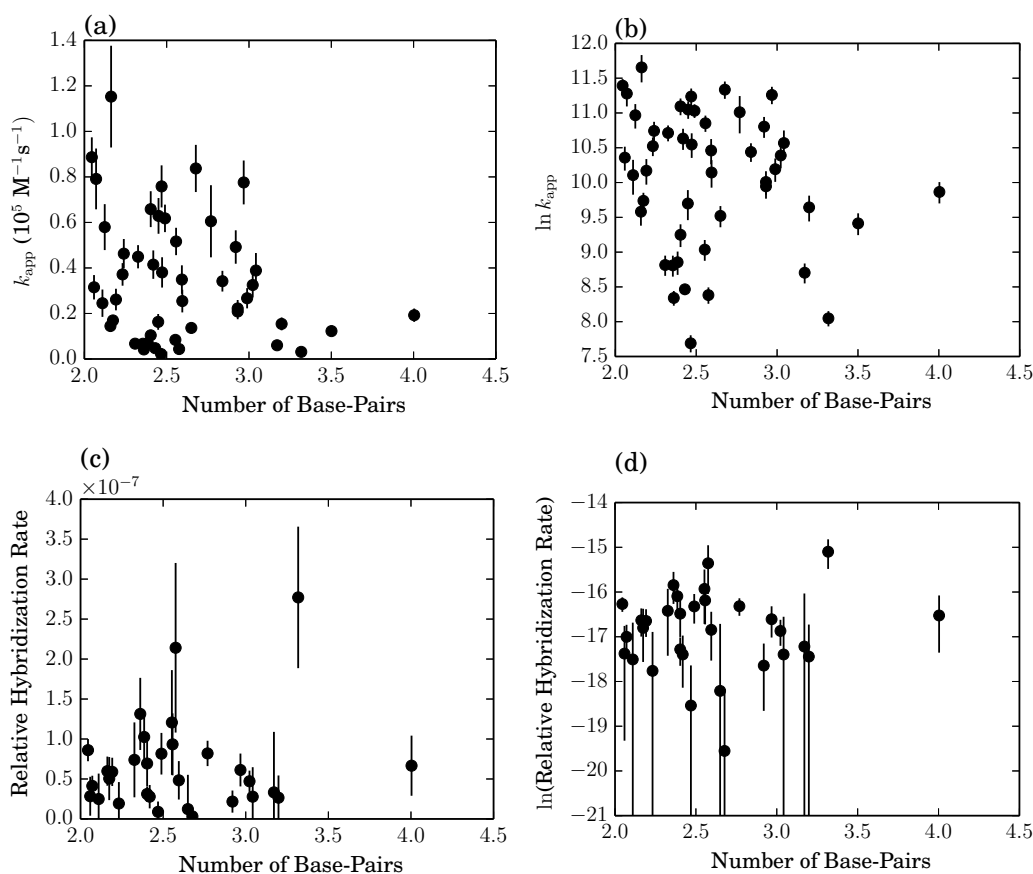 (a)
1.4
1.2
1.0
0.8
0.6
0.4
0.2
0.0
k_app (10⁵ M⁻¹s⁻¹)
2.0 2.5 3.0 3.5 4.0 4.5
Number of Base-Pairs
(b)
12.0
11.5
11.0
10.5
10.0
9.5
9.0
8.5
8.0
7.5
ln k_app
2.0 2.5 3.0 3.5 4.0 4.5
Number of Base-Pairs
(c)
×10⁻⁷
4.0
3.5
3.0
2.5
2.0
1.5
1.0
0.5
0.0
Relative Hybridization Rate
2.0 2.5 3.0 3.5 4.0 4.5
Number of Base-Pairs
(d)
−14
−15
−16
−17
−18
−19
−20
−21
ln(Relative Hybridization Rate)
2.0 2.5 3.0 3.5 4.0 4.5
Number of Base-Pairs